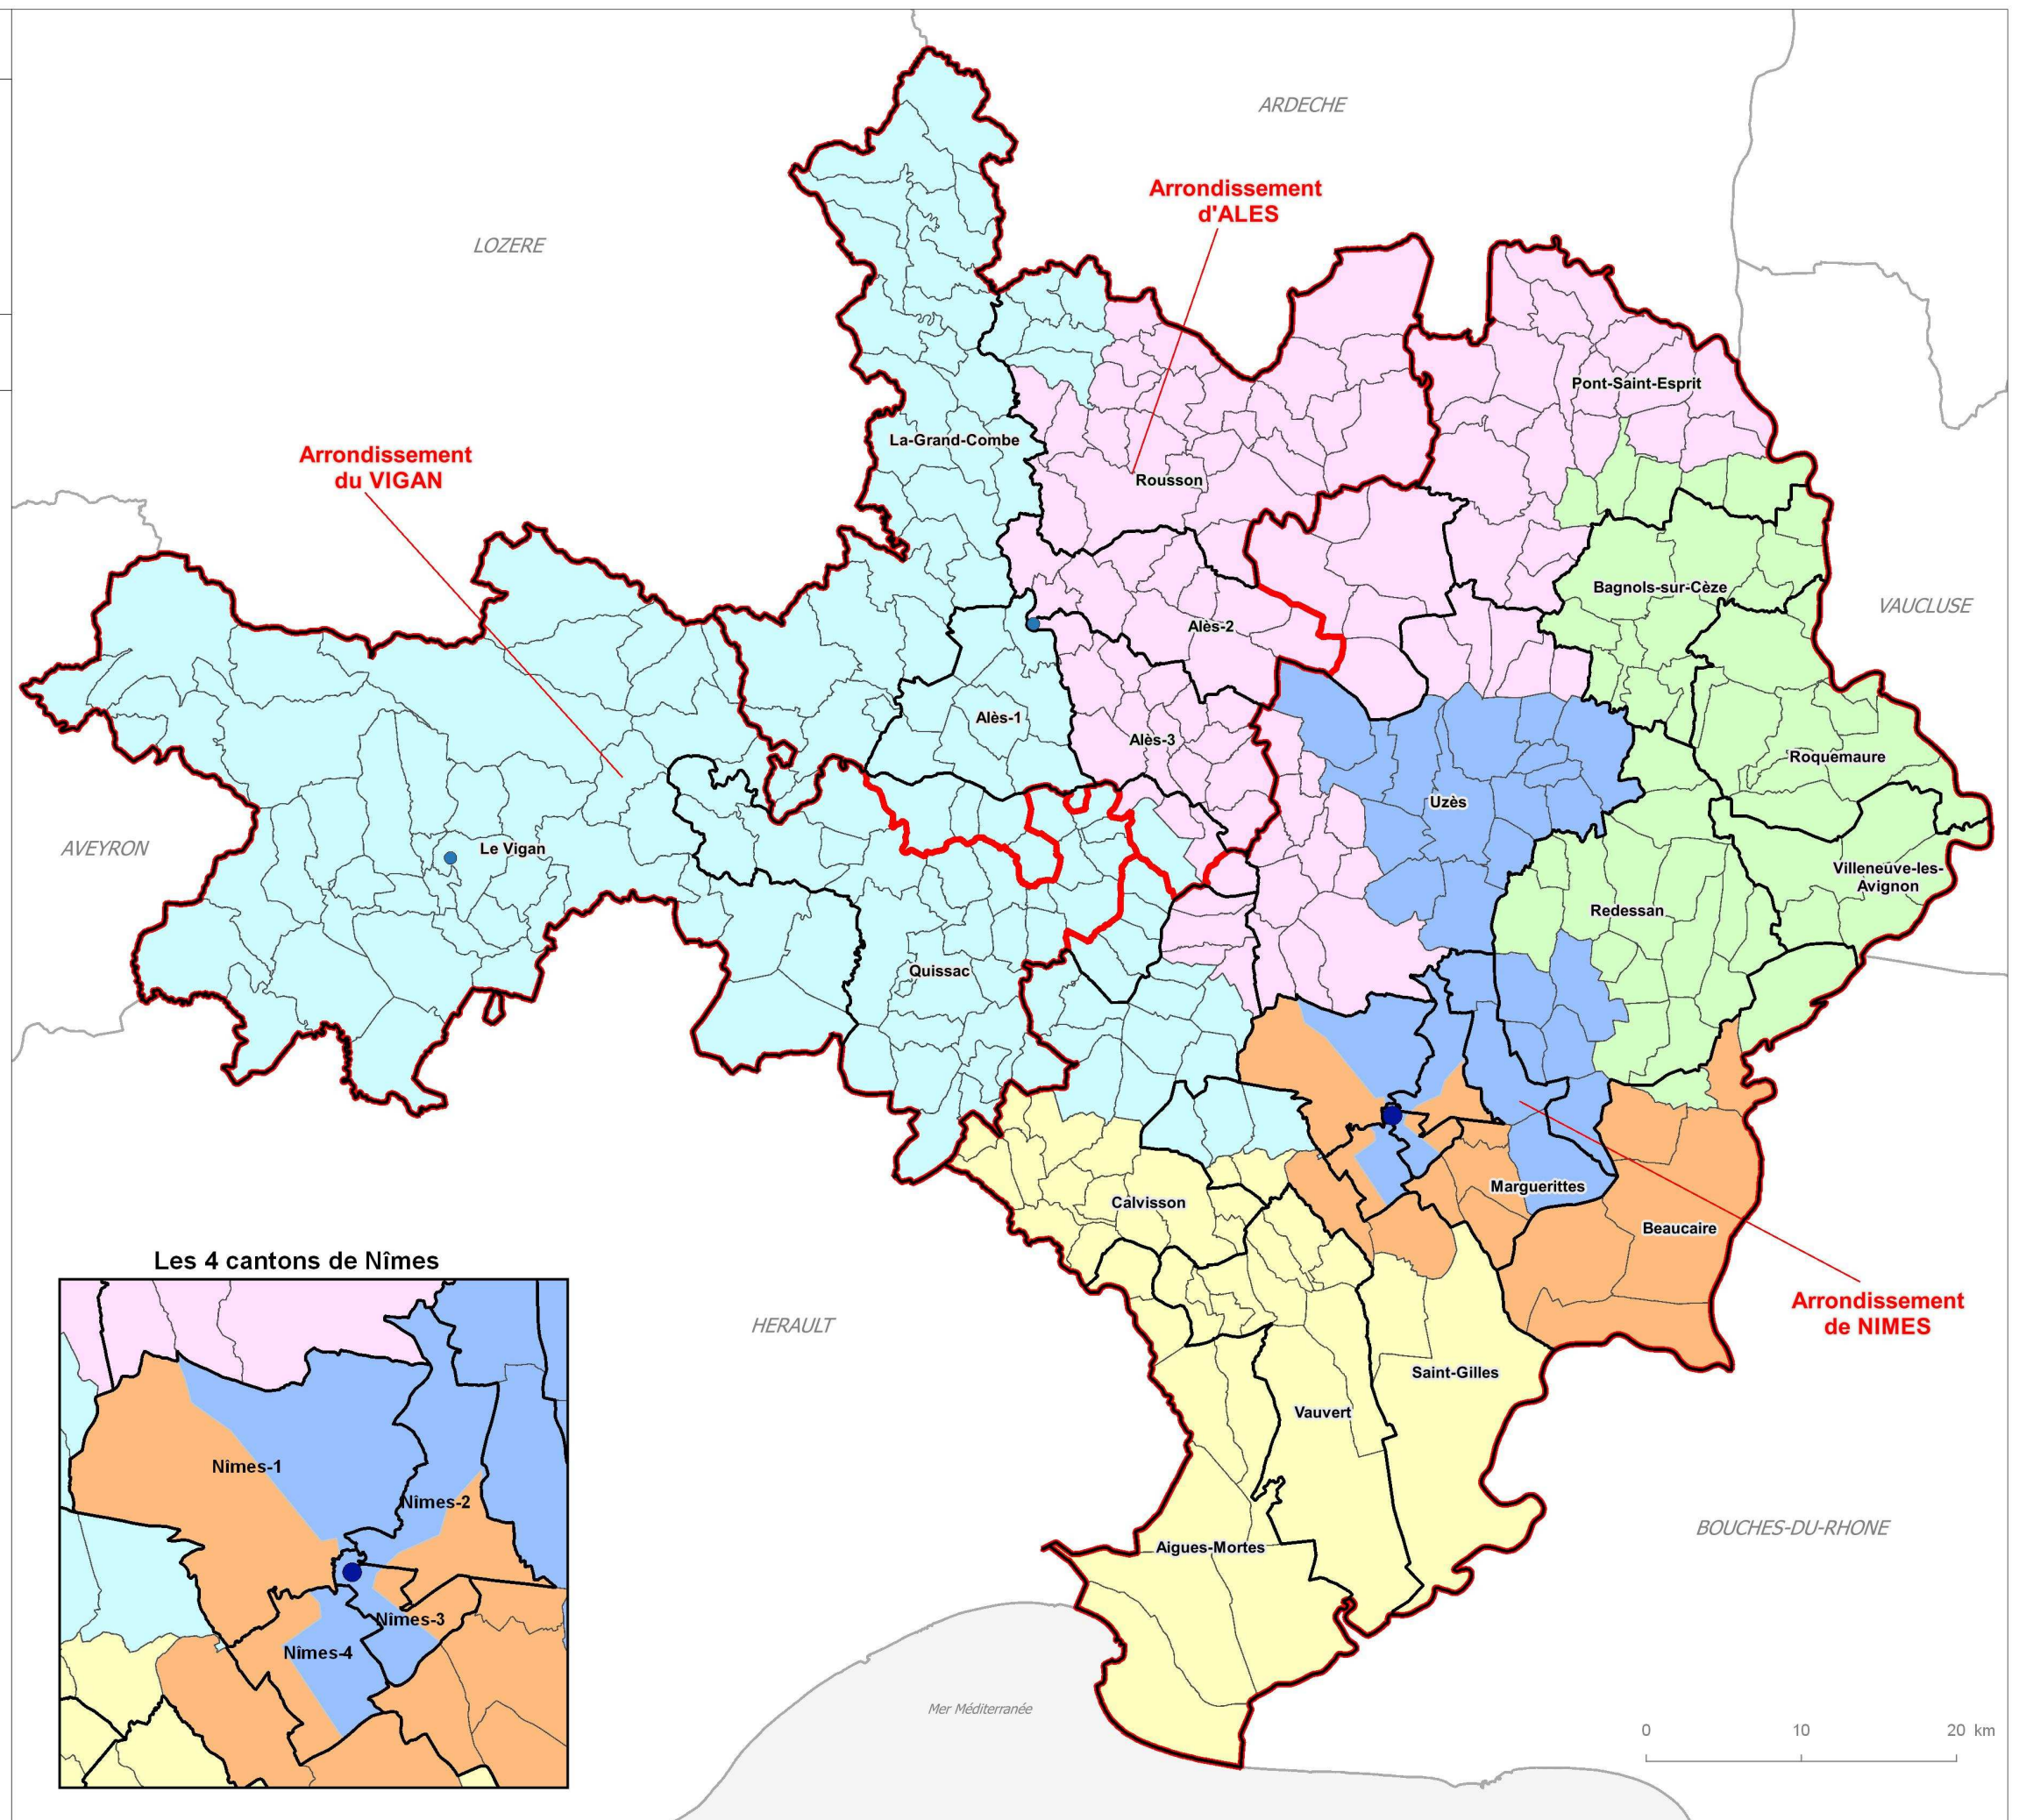 ARDECHE
Arrondissement
d'ALES
LOZERE
Pont-Saint-Esprit
La-Grand-Combe
Arrondissement
du VIGAN
Rousson
Bagnols-sur-Cèze
VAUCLUSE
Alès-2
Alès-1
Alès-3
Roquemaure
Uzès
AVEYRON
Le Vigan
Villeneuve-les-
Avignon
Redessan
Quissac
Marguerittes
Calvisson
Beaucaire
Les 4 cantons de Nîmes
Arrondissement
de NIMES
HERAULT
Saint-Gilles
Vauvert
Nîmes-1
Nîmes-2
BOUCHES-DU-RHONE
Aigues-Mortes
Nîmes-3
Nîmes-4
Mer Méditerranée
0 10 20 km